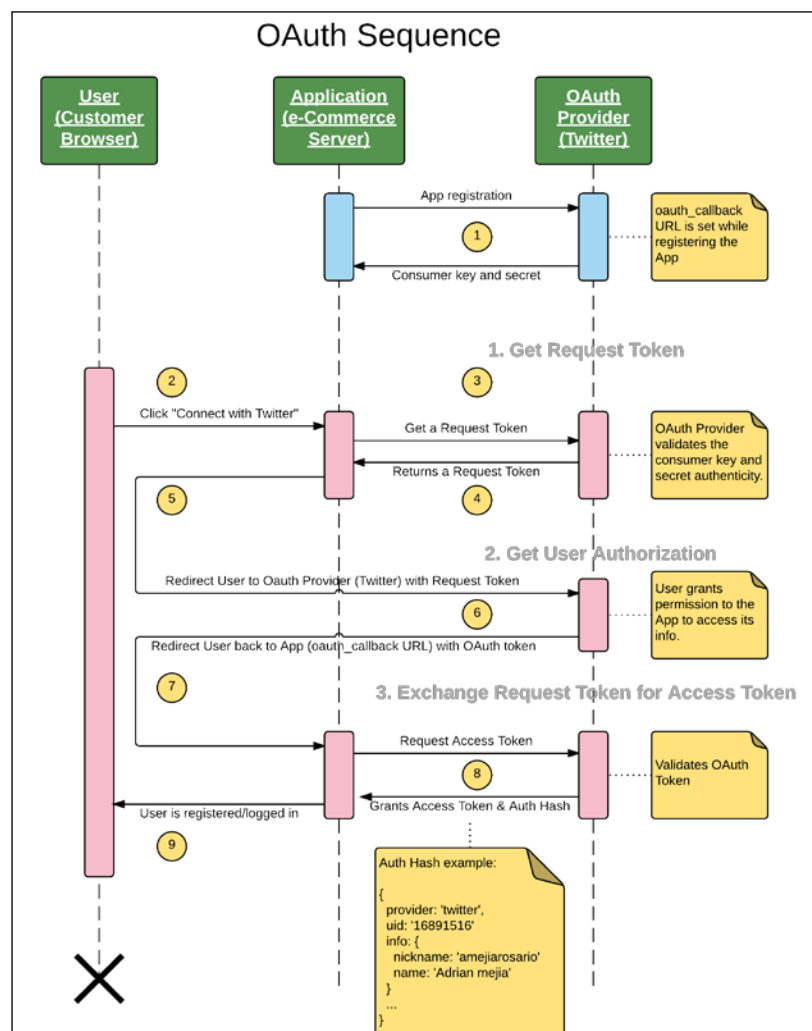 OAuth Sequence
User
(Customer
Browser)
Application
(e-Commerce
Server)
OAuth
Provider
(Twitter)
App registration
1
Consumer key and secret
oauth_callback
URL is set while
registering the
App
1. Get Request Token
2
3
Click "Connect with Twitter"
Get a Request Token
Returns a Request Token
OAuth Provider
validates the
consumer key and
secret authenticity.
5
4
2. Get User Authorization
Redirect User to Oauth Provider (Twitter) with Request Token
6
User grants
permission to the
App to access its
info.
Redirect User back to App (oauth_callback URL) with OAuth token
7
3. Exchange Request Token for Access Token
Request Access Token
8
Validates OAuth
Token
Grants Access Token & Auth Hash
User is registered/logged in
9
Auth Hash example:
{
provider: 'twitter',
uid: '16891516'
info: {
nickname: 'amejiarosario'
name: 'Adrian mejia'
}
...
}